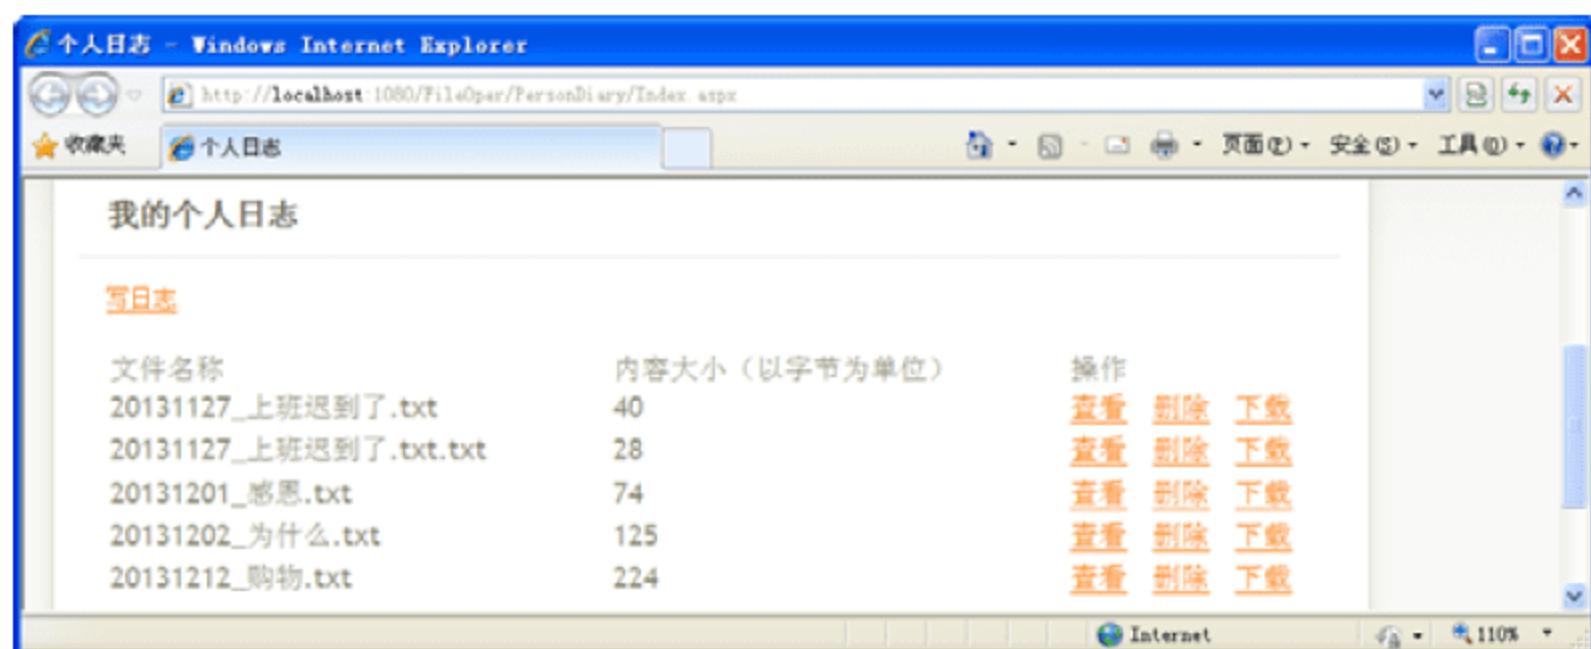 个人日志 - Windows Internet Explorer
http://localhost:1080/FileOper/PersonDiary/Index.aspx
收藏夹 个人日志 页面(P) 安全(S) 工具(O)
我的个人日志
写日志
文件名称 内容大小（以字节为单位） 操作
20131127_上班迟到了.txt 40 查看 删除 下载
20131127_上班迟到了.txt.txt 28 查看 删除 下载
20131201_感恩.txt 74 查看 删除 下载
20131202_为什么.txt 125 查看 删除 下载
20131212_购物.txt 224 查看 删除 下载
Internet 110%